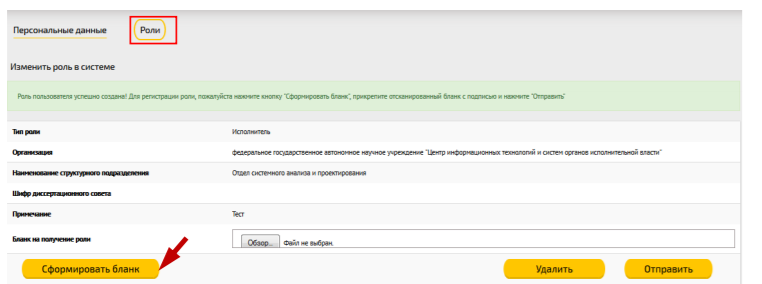 Персональные данные Роли
Изменить роль в системе
Роль пользователя успешно создана! Для регистрации роли, пожалуйста нажмите кнопку "Сформировать бланк", прикрепите отсканированный бланк с подписью и нажмите "Отправить"
Тип роли Исполнитель
Организация федеральное государственное автономное научное учреждение "Центр информационных технологий и систем органов исполнительной власти"
Наименование структурного подразделения Отдел системного анализа и проектирования
Шифр диссертационного совета
Примечание Тест
Бланк на получение роли Обзор... Файл не выбран.
Сформировать бланк Удалить Отправить